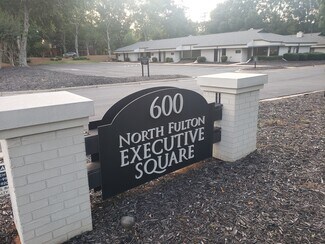 600
NORTH FULTON
EXECUTIVE
SQUARE